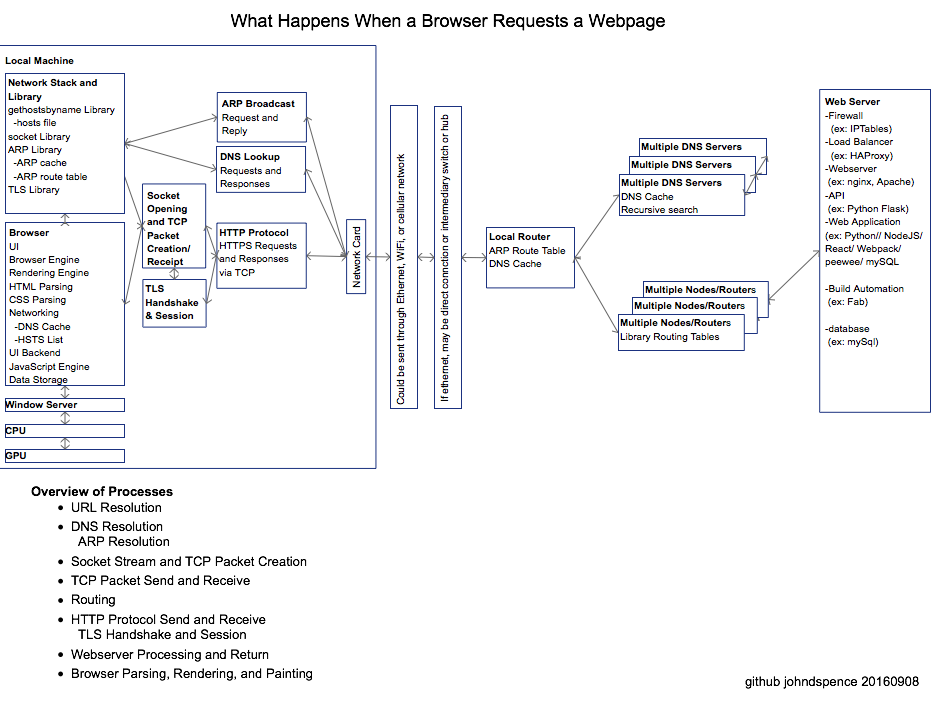 What Happens When a Browser Requests a Webpage
Local Machine
Network Stack and
Library
gethostsbyname Library
-hosts file
socket Library
ARP Library
-ARP cache
-ARP route table
TLS Library
Browser
UI
Browser Engine
Rendering Engine
HTML Parsing
CSS Parsing
Networking
-DNS Cache
-HSTS List
UI Backend
JavaScript Engine
Data Storage
Window Server
CPU
GPU
Socket
Opening
and TCP
Packet
Creation/
Receipt
TLS
Handshake
& Session
ARP Broadcast
Request and
Reply
DNS Lookup
Requests and
Responses
HTTP Protocol
HTTPS Requests
and Responses
via TCP
Network Card
Could be sent through Ethernet, WiFi, or cellular network
If ethernet, may be direct conncetion or intermediary switch or hub
Local Router
ARP Route Table
DNS Cache
Multiple DNS Servers
Multiple DNS Servers
Multiple DNS Servers
DNS Cache
Recursive search
Multiple Nodes/Routers
Multiple Nodes/Routers
Multiple Nodes/Routers
Library Routing Tables
Web Server
-Firewall
(ex: IPTables)
-Load Balancer
(ex: HAProxy)
-Webserver
(ex: nginx, Apache)
-API
(ex: Python Flask)
-Web Application
(ex: Python// NodeJS/
React/ Webpack/
peewee/ mySQL
-Build Automation
(ex: Fab)
-database
(ex: mySql)
Overview of Processes
• URL Resolution
• DNS Resolution
ARP Resolution
• Socket Stream and TCP Packet Creation
• TCP Packet Send and Receive
• Routing
• HTTP Protocol Send and Receive
TLS Handshake and Session
• Webserver Processing and Return
• Browser Parsing, Rendering, and Painting
github johndspence 20160908